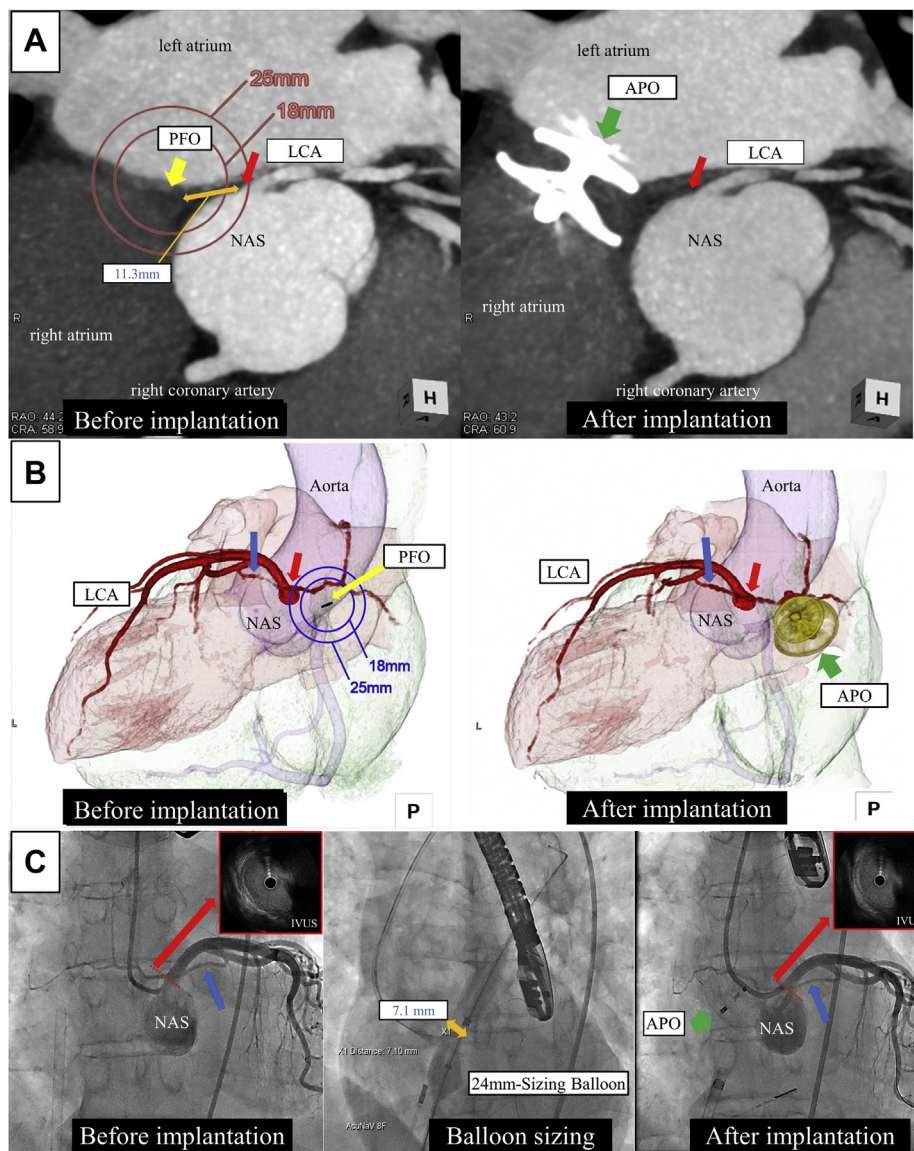 A
left atrium
25mm
18mm
PFO
LCA
NAS
11.3mm
R
right atrium
right coronary artery
RAO: 44.2
CRA: 58.9
Before implantation
H
left atrium
APO
LCA
NAS
right atrium
R
right coronary artery
RAO: 43.2
CRA: 60.9
After implantation
H
B
Aorta
PFO
LCA
NAS
18mm
25mm
L
Before implantation
P
Aorta
LCA
NAS
APO
L
After implantation
P
C
IVUS
NAS
Before implantation
7.1 mm
X1
X1 Distance: 7.10 mm
24mm-Sizing Balloon
AcuNaV 8F
Balloon sizing
IVUS
APO
NAS
After implantation